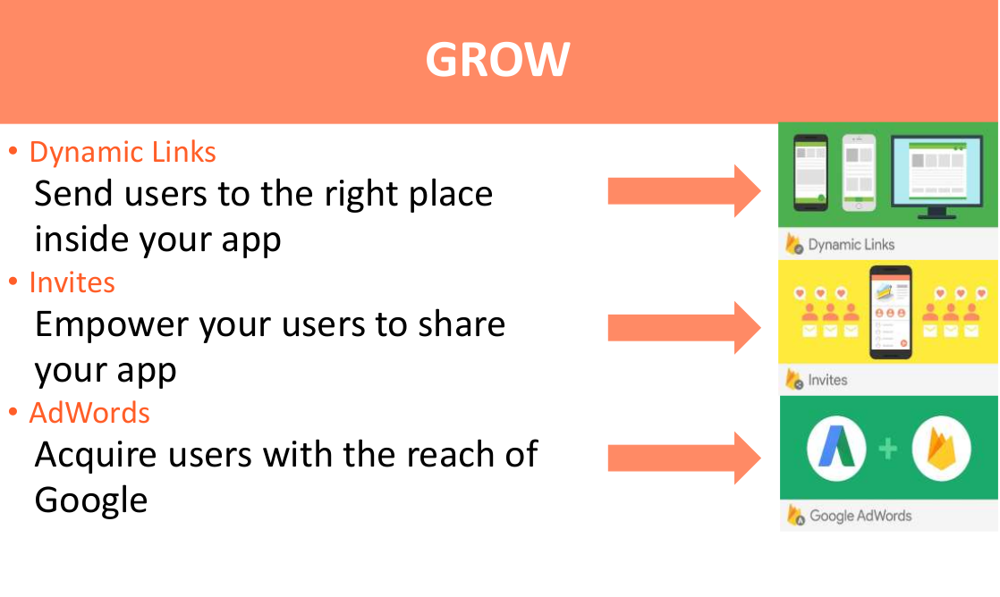 GROW
• Dynamic Links
Send users to the right place
inside your app
• Invites
Empower your users to share
your app
• AdWords
Acquire users with the reach of
Google
Dynamic Links
Invites
Google AdWords